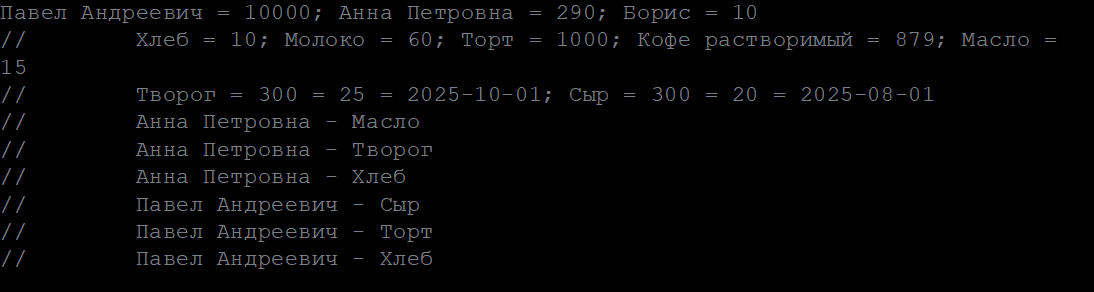 Павел Андреевич = 10000; Анна Петровна = 290; Борис = 10
// Хлеб = 10; Молоко = 60; Торт = 1000; Кофе растворимый = 879; Масло =
15
// Творог = 300 = 25 = 2025-10-01; Сыр = 300 = 20 = 2025-08-01
// Анна Петровна - Масло
// Анна Петровна - Творог
// Анна Петровна - Хлеб
// Павел Андреевич - Сыр
// Павел Андреевич - Торт
// Павел Андреевич - Хлеб